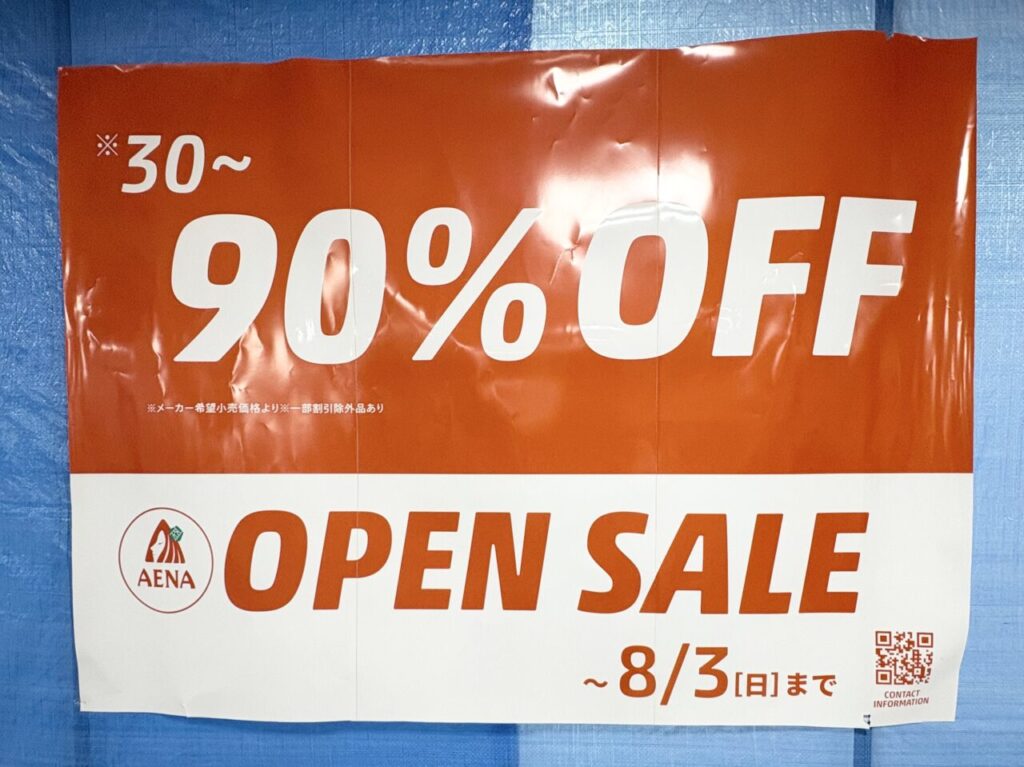 ※30~
90%OFF
※メーカー希望小売価格より※一部割引除外品あり
AENA
OPEN SALE
~8/3[日]まで
CONTACT
INFORMATION